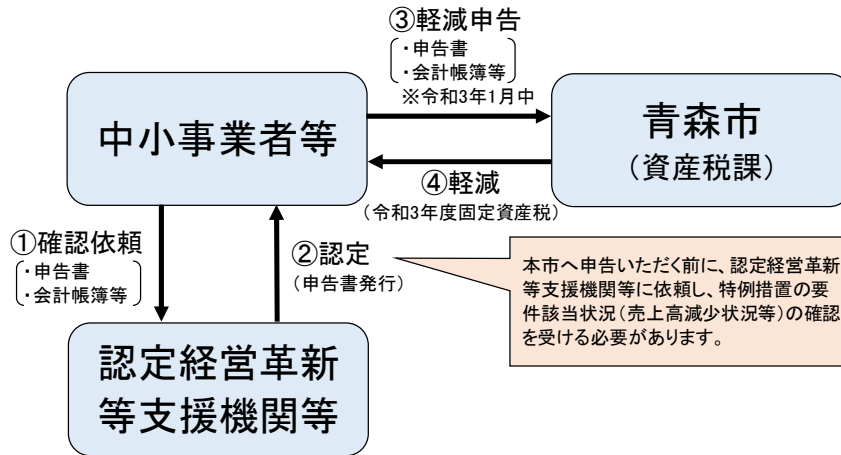 ③軽減申告
・申告書
・会計帳簿等
※令和3年1月中
中小事業者等
青森市
（資産税課）
④軽減
（令和3年度固定資産税）
①確認依頼
・申告書
・会計帳簿等
②認定
（申告書発行）
本市へ申告いただく前に、認定経営革新
等支援機関等に依頼し、特例措置の要
件該当状況（売上高減少状況等）の確認
を受ける必要があります。
認定経営革新
等支援機関等